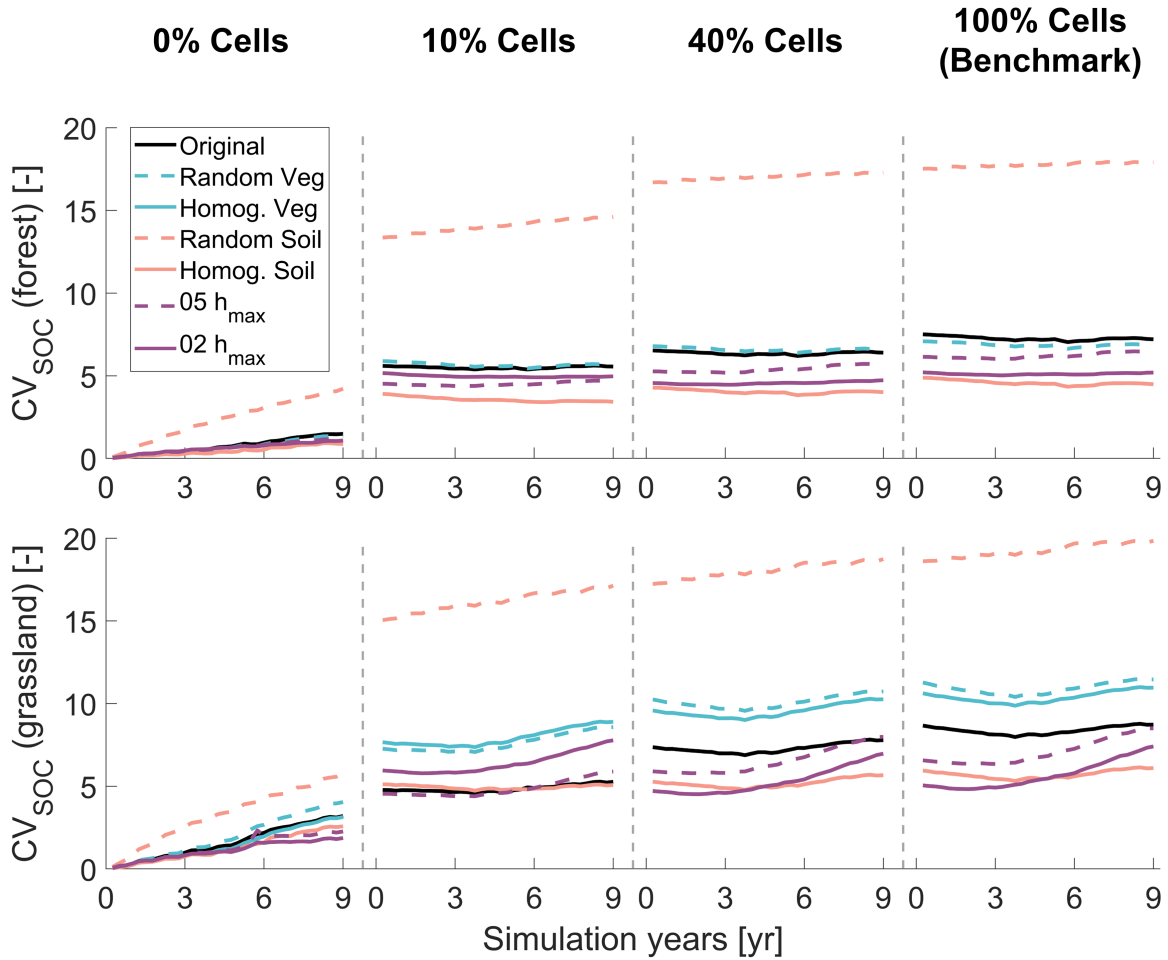 0% Cells
10% Cells
40% Cells
100% Cells
(Benchmark)
CV_SOC (forest) [-]
20
15
10
5
0
Original
Random Veg
Homog. Veg
Random Soil
Homog. Soil
05 h_max
02 h_max
0 3 6 9 0 3 6 9 0 3 6 9 0 3 6 9
CV_SOC (grassland) [-]
20
15
10
5
0
0 3 6 9 0 3 6 9 0 3 6 9 0 3 6 9
Simulation years [yr]